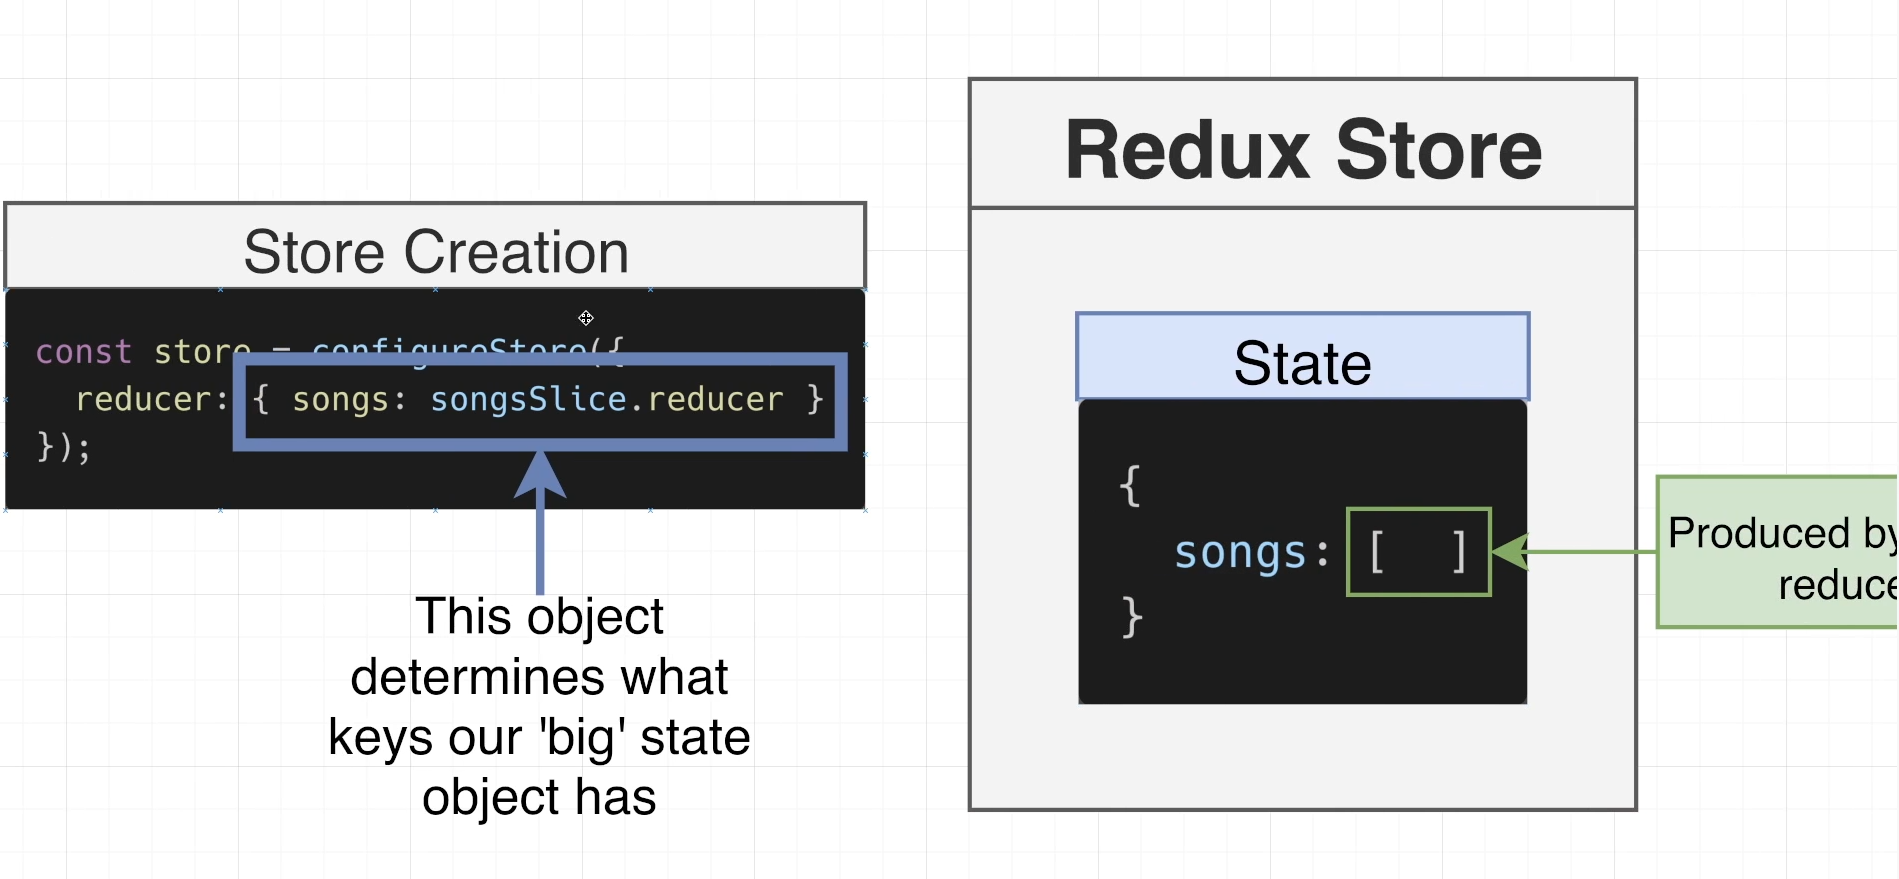 Store Creation
const store = configureStore({
reducer: { songs: songsSlice.reducer }
});
This object
determines what
keys our 'big' state
object has
Redux Store
State
{
songs: [ ]
}
Produced by